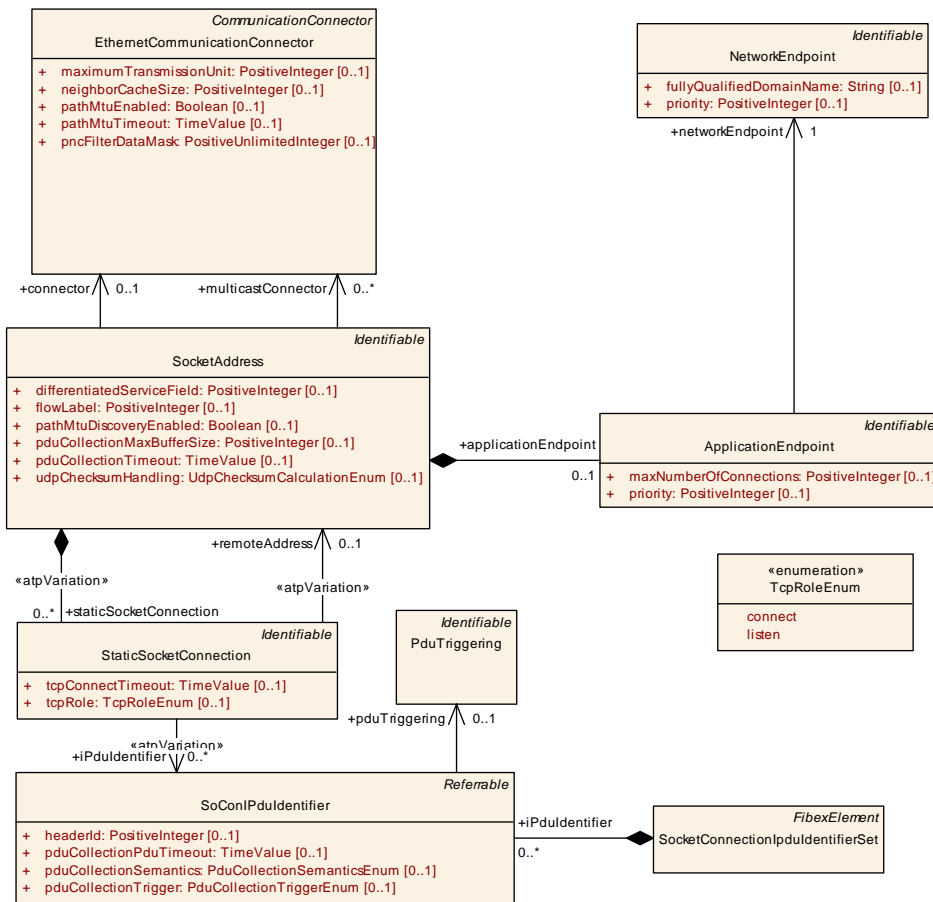 CommunicationConnector
EthernetCommunicationConnector
+ maximumTransmissionUnit: PositiveInteger [0..1]
+ neighborCacheSize: PositiveInteger [0..1]
+ pathMtuEnabled: Boolean [0..1]
+ pathMtuTimeout: TimeValue [0..1]
+ pncFilterDataMask: PositiveUnlimitedInteger [0..1]
Identifiable
NetworkEndpoint
+ fullyQualifiedDomainName: String [0..1]
+ priority: PositiveInteger [0..1]
+networkEndpoint 1
+connector 0..1
+multicastConnector 0..*
Identifiable
SocketAddress
+ differentiatedServiceField: PositiveInteger [0..1]
+ flowLabel: PositiveInteger [0..1]
+ pathMtuDiscoveryEnabled: Boolean [0..1]
+ pduCollectionMaxBufferSize: PositiveInteger [0..1]
+ pduCollectionTimeout: TimeValue [0..1]
+ udpChecksumHandling: UdpChecksumCalculationEnum [0..1]
+applicationEndpoint
0..1
Identifiable
ApplicationEndpoint
+ maxNumberOfConnections: PositiveInteger [0..1]
+ priority: PositiveInteger [0..1]
+remoteAddress 0..1
«atpVariation»
«atpVariation»
0..* +staticSocketConnection
«enumeration»
TcpRoleEnum
connect
listen
Identifiable
StaticSocketConnection
+ tcpConnectTimeout: TimeValue [0..1]
+ tcpRole: TcpRoleEnum [0..1]
Identifiable
PduTriggering
+pduTriggering 0..1
«atpVariation»
+iPduIdentifier 0..*
Referrable
SoConIPduIdentifier
+ headerId: PositiveInteger [0..1]
+ pduCollectionPduTimeout: TimeValue [0..1]
+ pduCollectionSemantics: PduCollectionSemanticsEnum [0..1]
+ pduCollectionTrigger: PduCollectionTriggerEnum [0..1]
+iPduIdentifier
0..*
FibexElement
SocketConnectionIpduIdentifierSet